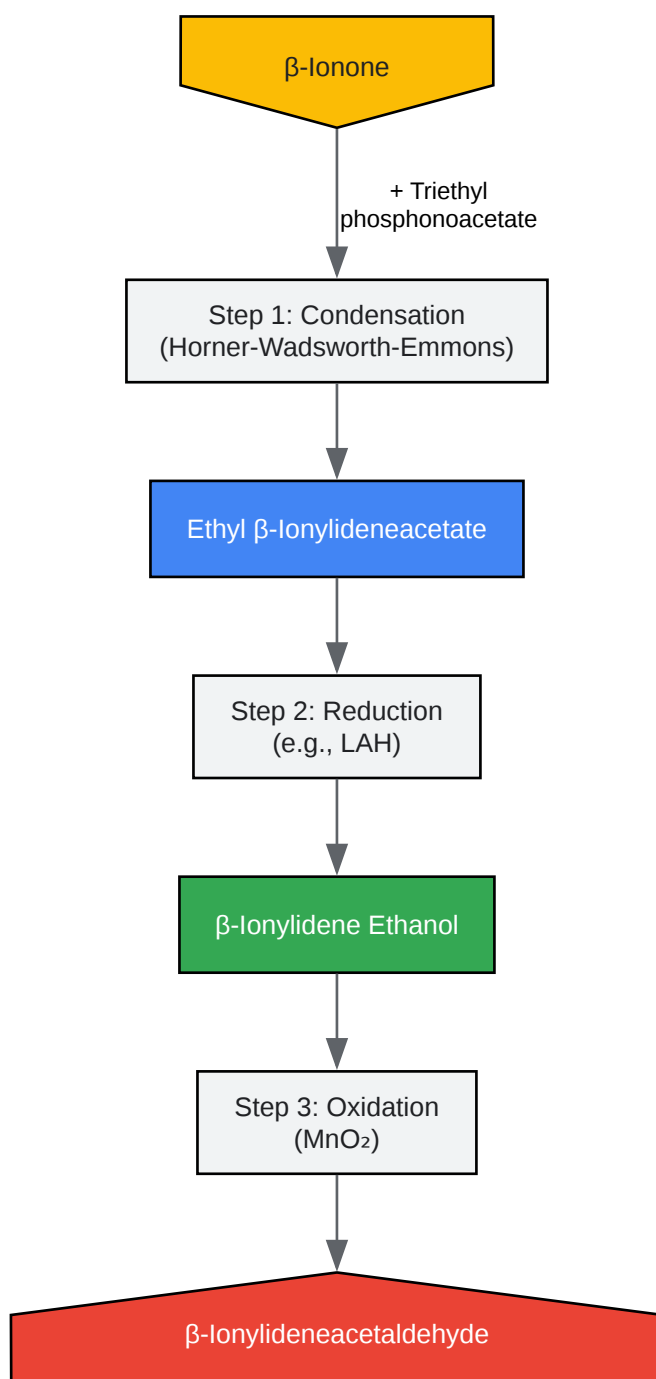 β-Ionone
+ Triethyl
phosphonoacetate
Step 1: Condensation
(Horner-Wadsworth-Emmons)
Ethyl β-Ionylideneacetate
Step 2: Reduction
(e.g., LAH)
β-Ionylidene Ethanol
Step 3: Oxidation
(MnO₂)
β-Ionylideneacetaldehyde